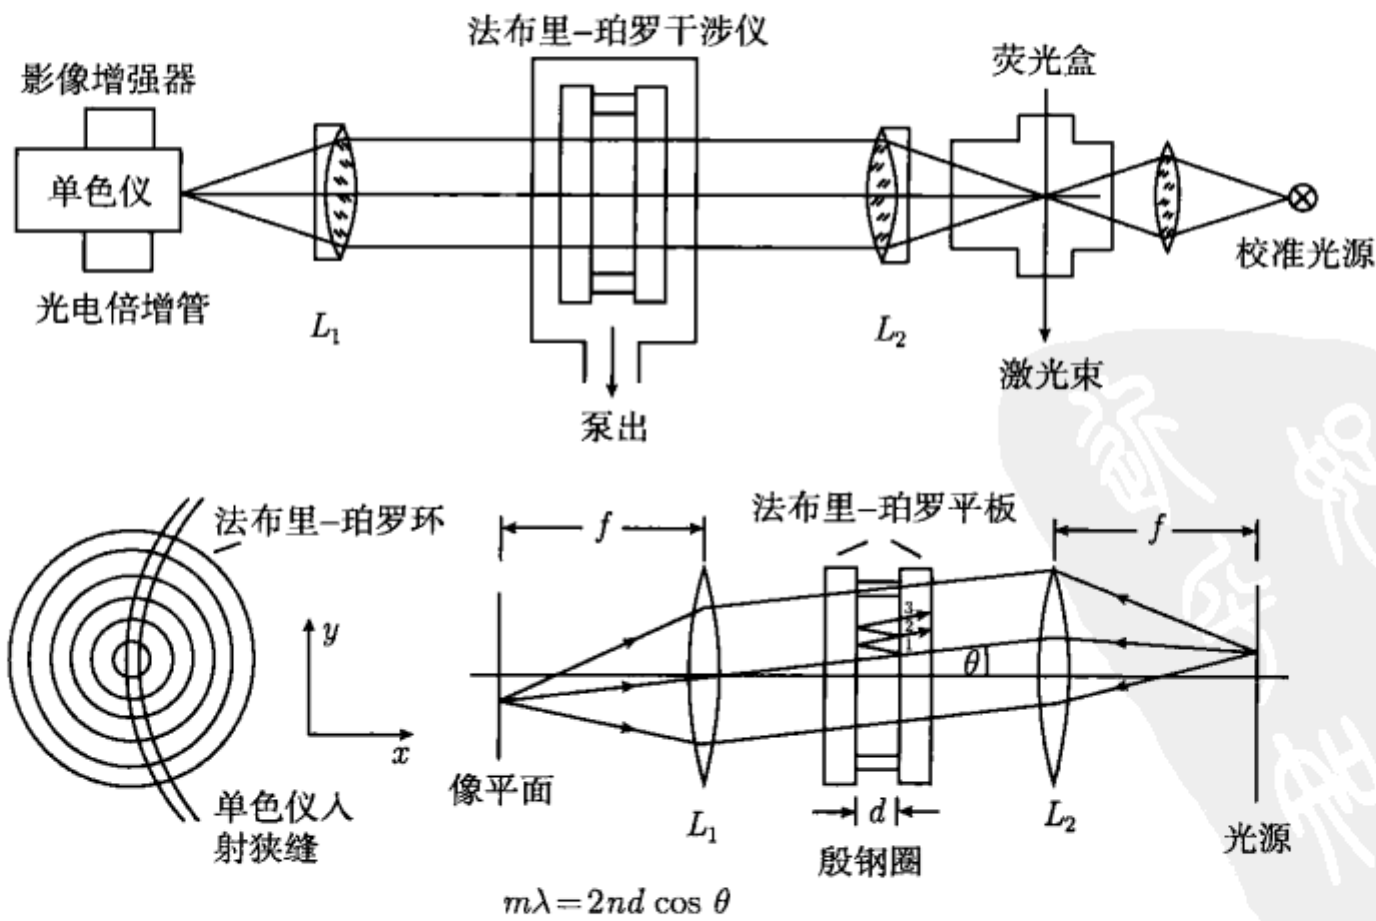 法布里-珀罗干涉仪
影像增强器
荧光盒
单色仪
光电倍增管
L₁
L₂
校准光源
激光束
泵出
法布里-珀罗环
f
法布里-珀罗平板
f
y
3
2
1
θ
x
像平面
单色仪入
射狭缝
L₁
d
L₂
光源
殷钢圈
mλ=2nd cos θ